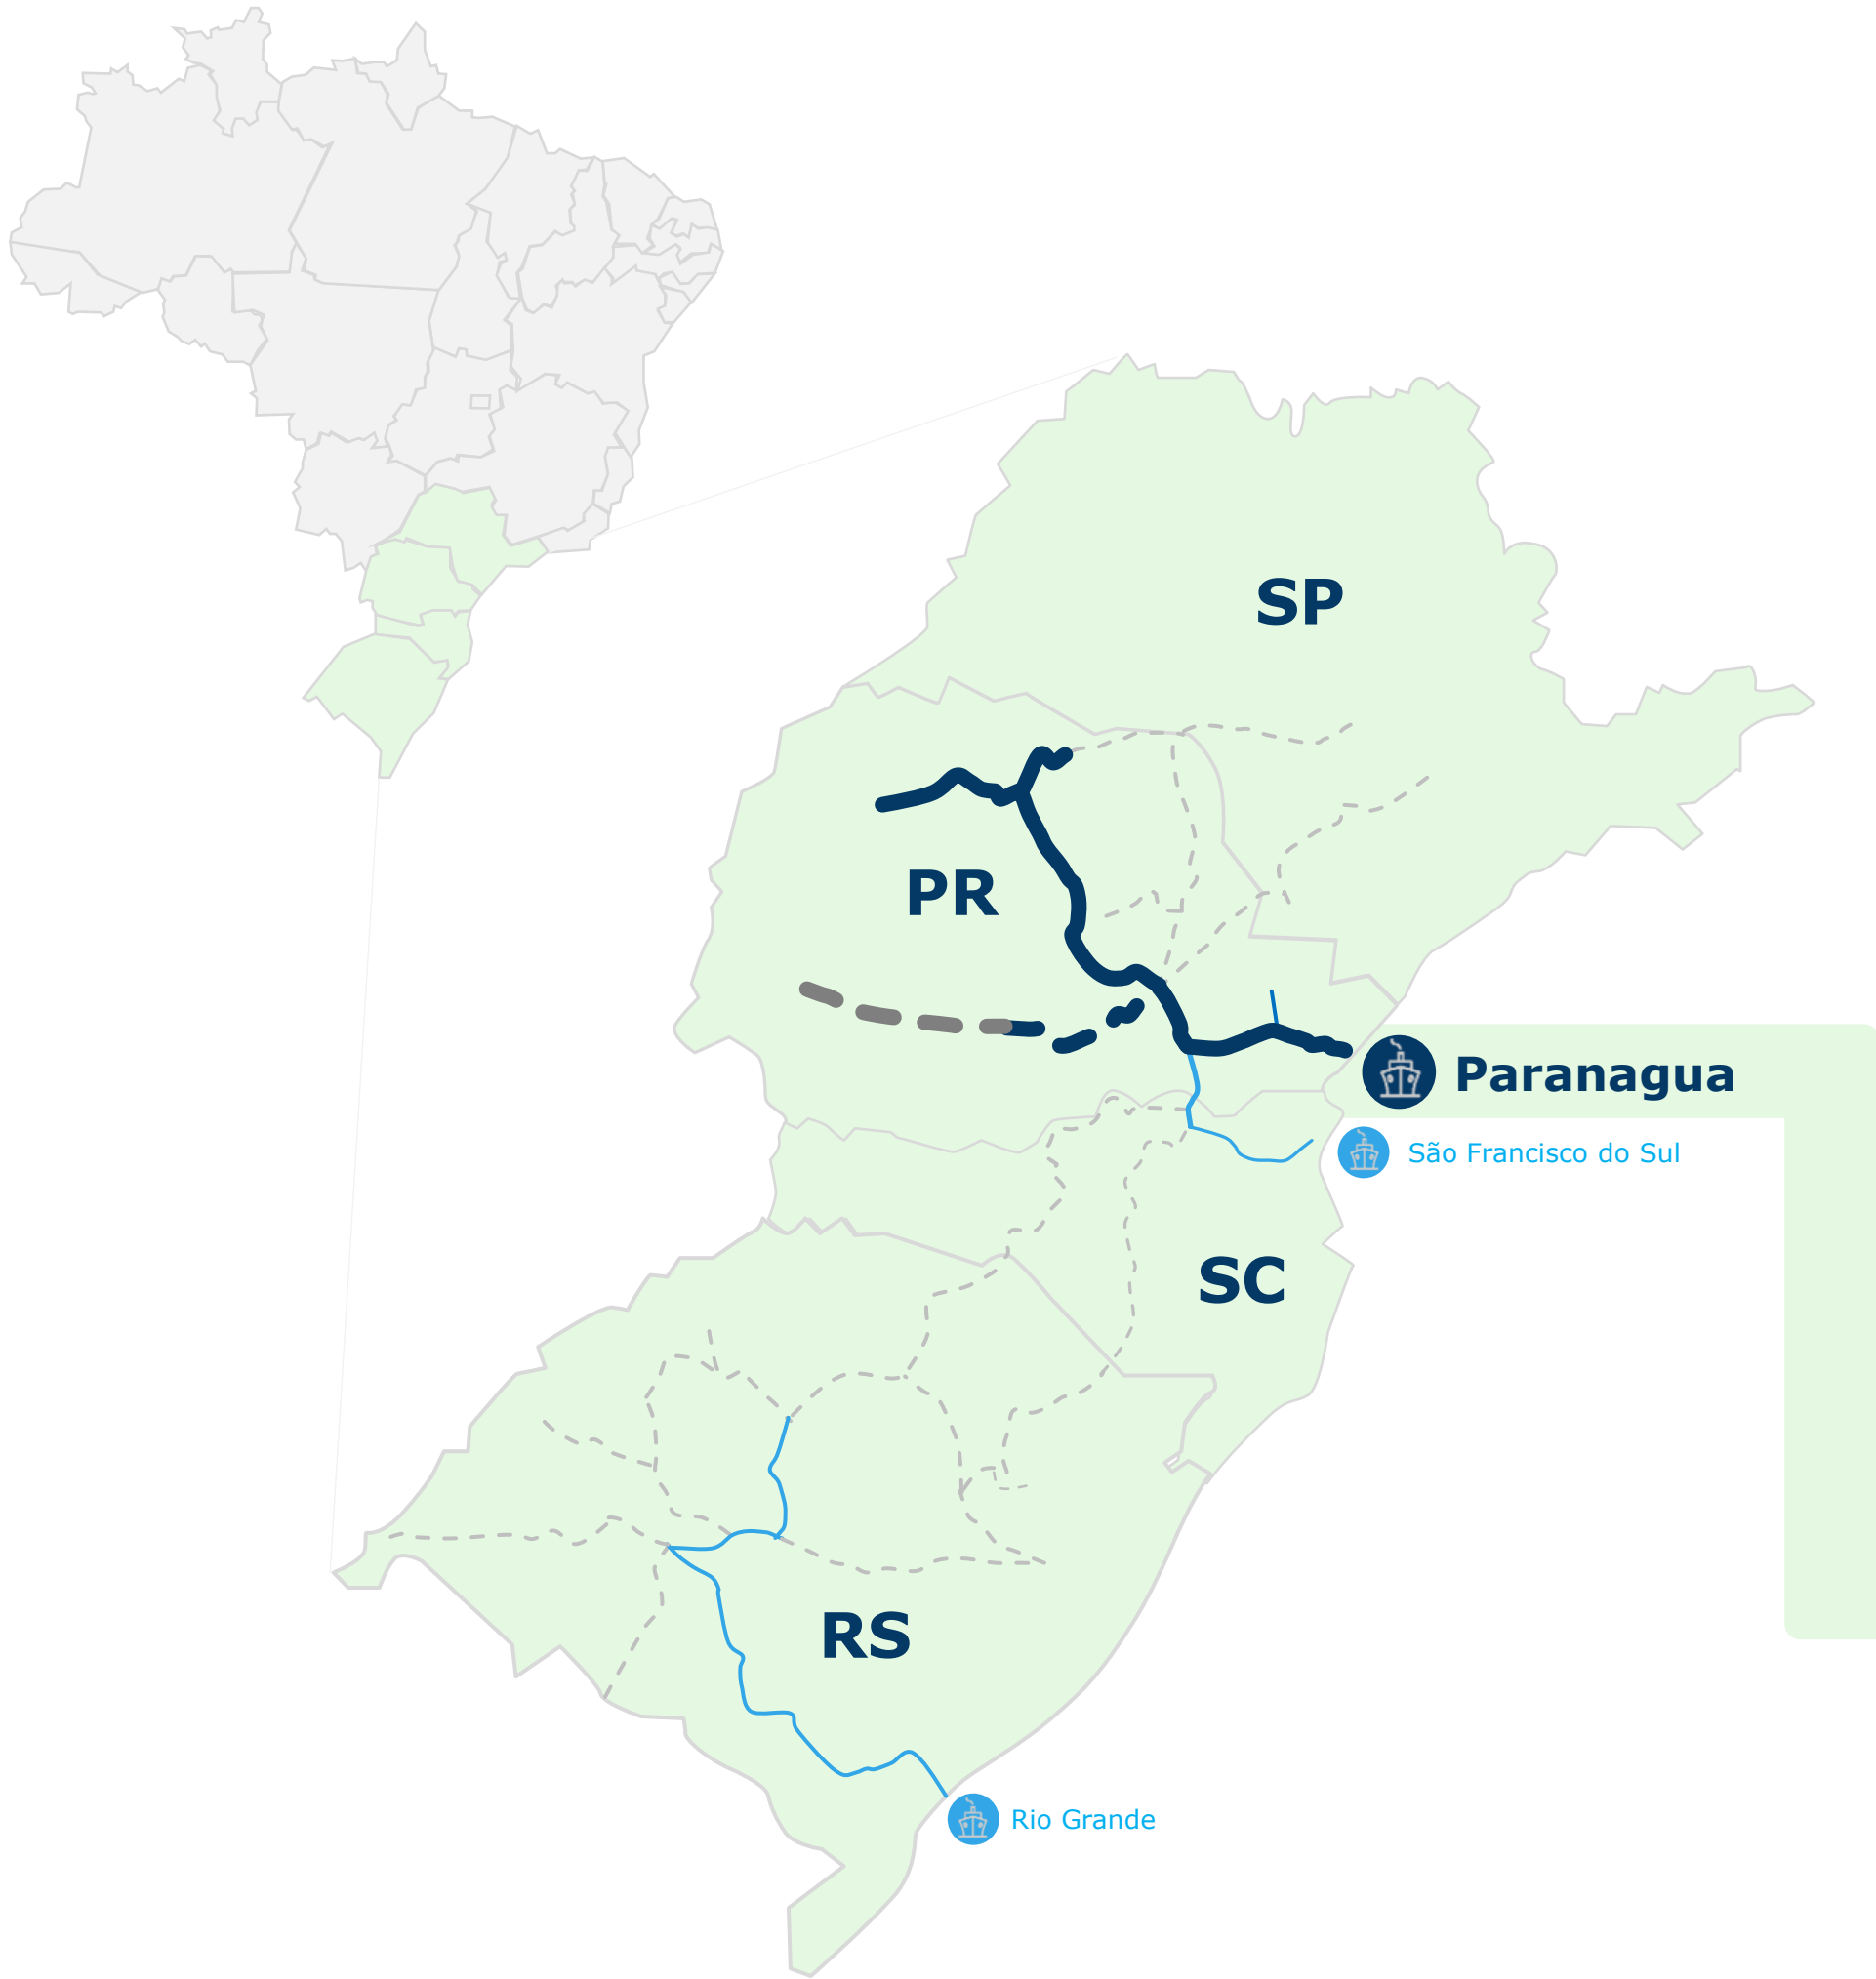 SP
PR
Paranagua
São Francisco do Sul
SC
RS
Rio Grande